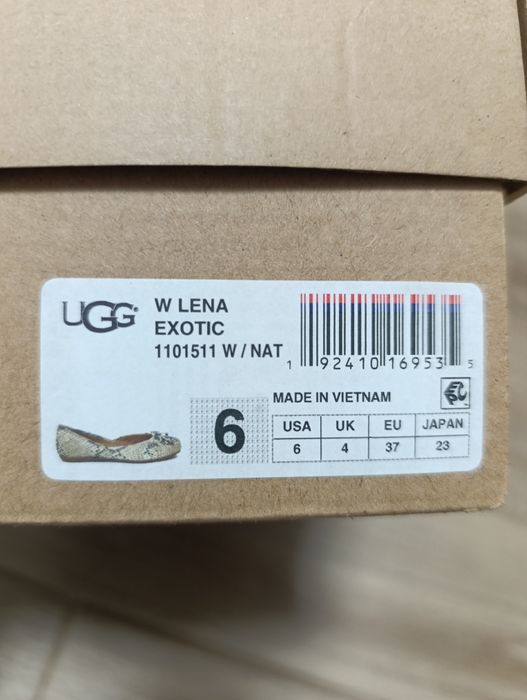 UGG®
W LENA
EXOTIC
1101511 W / NAT
1 92410 16953 5
MADE IN VIETNAM
6
USA UK EU JAPAN
6 4 37 23